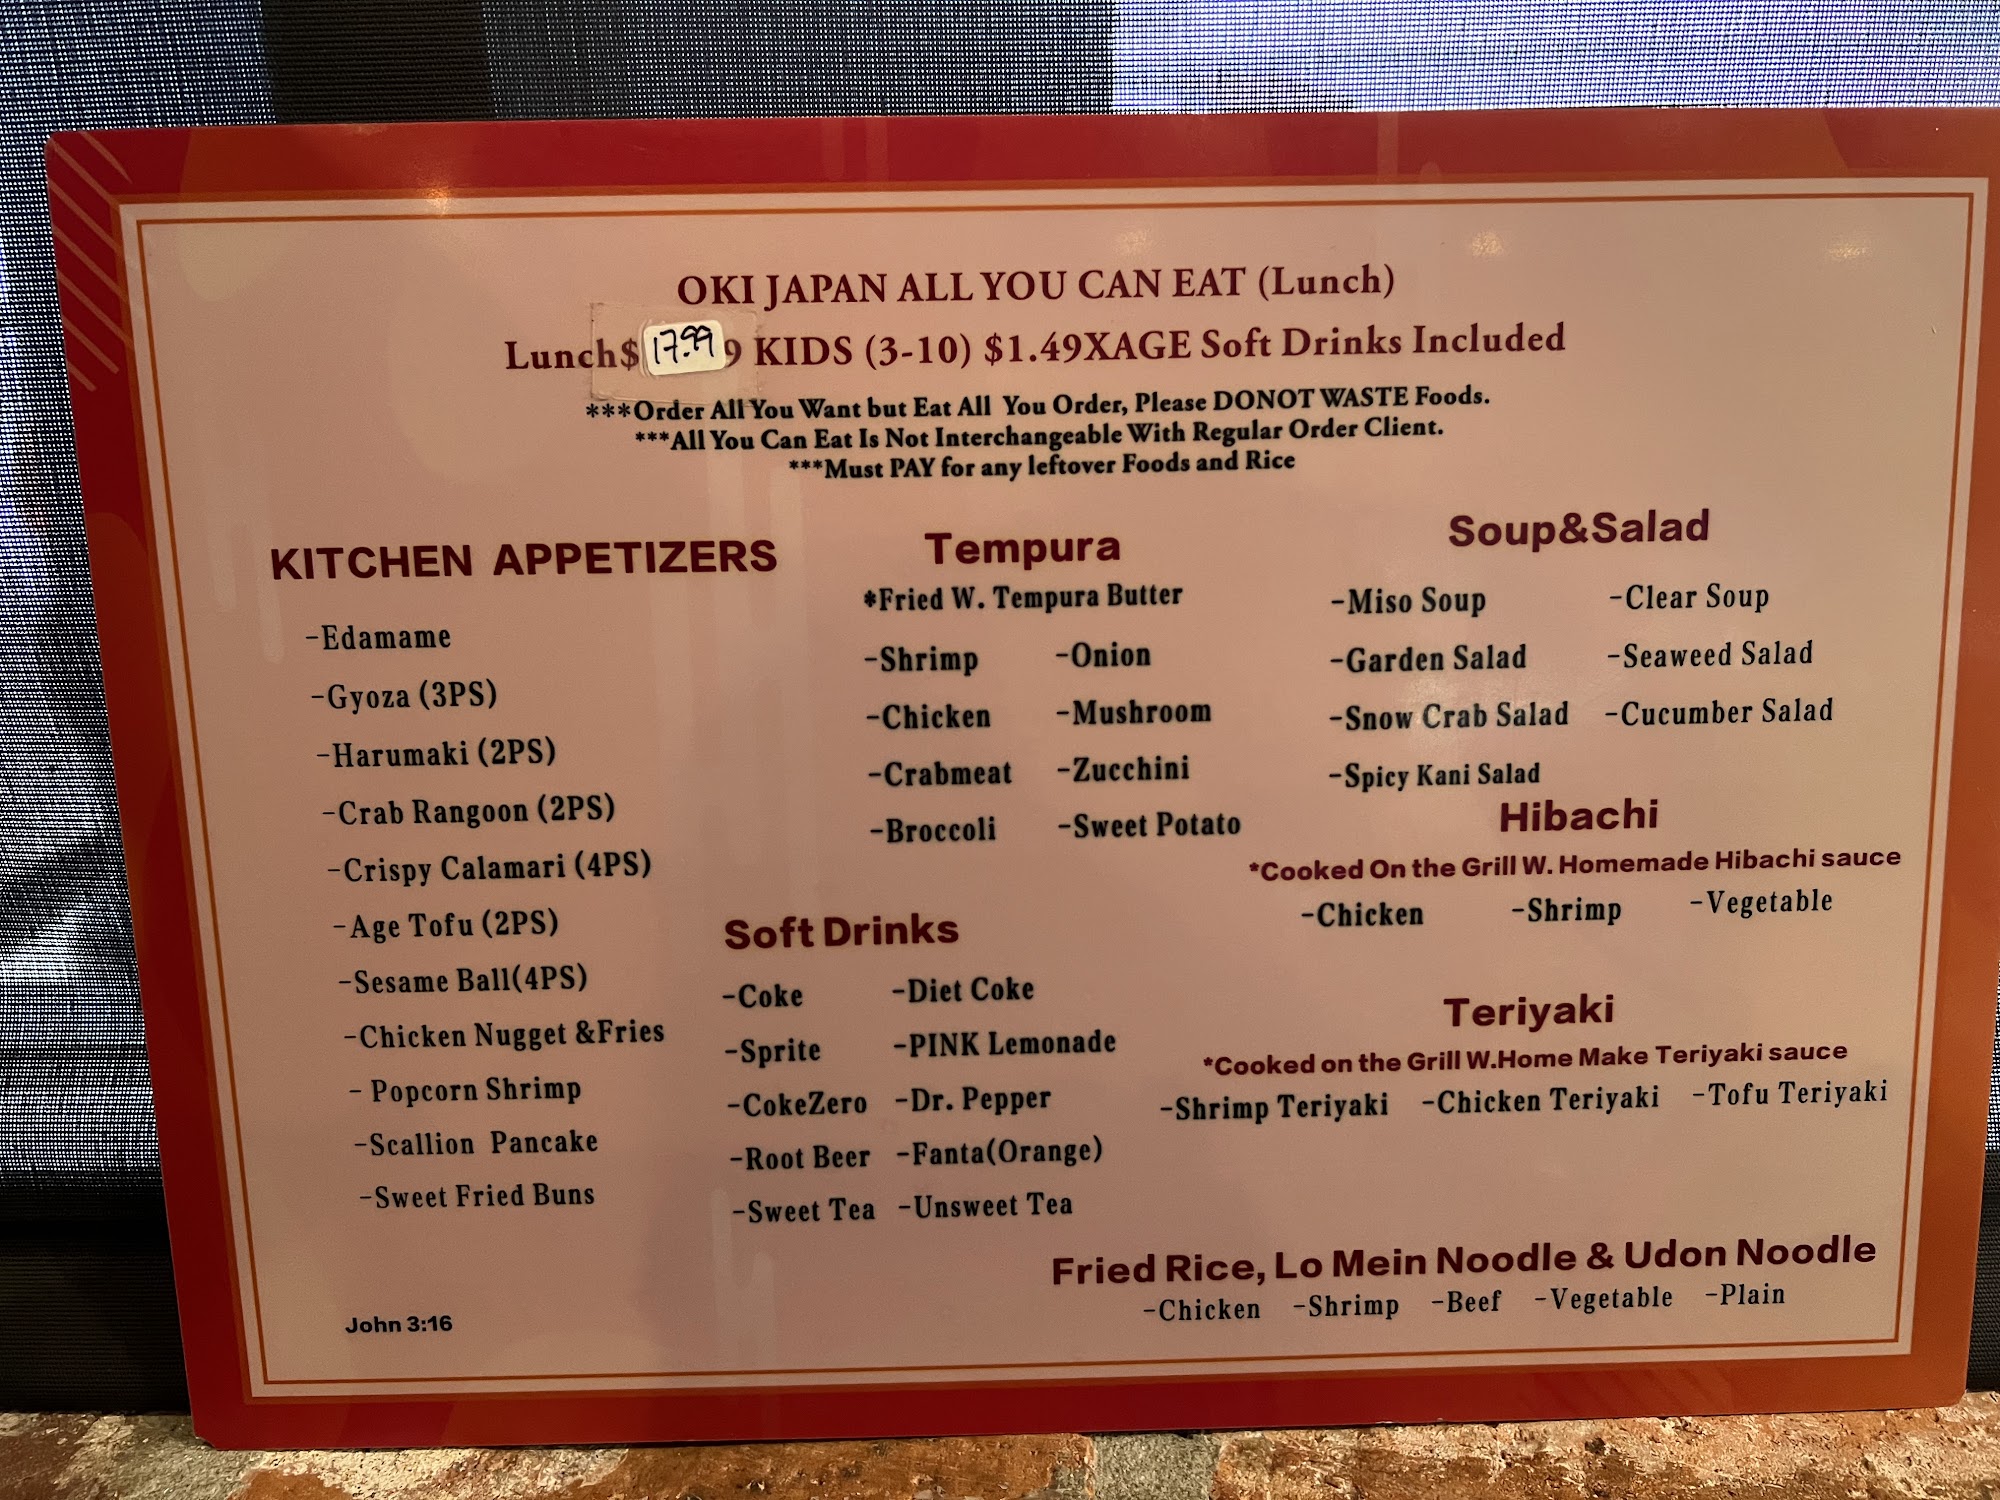 OKI JAPAN ALL YOU CAN EAT (Lunch)
Lunch$ 17.99 9 KIDS (3-10) $1.49XAGE Soft Drinks Included
***Order All You Want but Eat All You Order, Please DONOT WASTE Foods.
***All You Can Eat Is Not Interchangeable With Regular Order Client.
***Must PAY for any leftover Foods and Rice
KITCHEN APPETIZERS
-Edamame
-Gyoza (3PS)
-Harumaki (2PS)
-Crab Rangoon (2PS)
-Crispy Calamari (4PS)
-Age Tofu (2PS)
-Sesame Ball(4PS)
-Chicken Nugget &Fries
- Popcorn Shrimp
-Scallion Pancake
-Sweet Fried Buns
John 3:16
Tempura
*Fried W. Tempura Butter
-Shrimp -Onion
-Chicken -Mushroom
-Crabmeat -Zucchini
-Broccoli -Sweet Potato
Soft Drinks
-Coke -Diet Coke
-Sprite -PINK Lemonade
-CokeZero -Dr. Pepper
-Root Beer -Fanta(Orange)
-Sweet Tea -Unsweet Tea
Soup&Salad
-Miso Soup -Clear Soup
-Garden Salad -Seaweed Salad
-Snow Crab Salad -Cucumber Salad
-Spicy Kani Salad
Hibachi
*Cooked On the Grill W. Homemade Hibachi sauce
-Chicken -Shrimp -Vegetable
Teriyaki
*Cooked on the Grill W.Home Make Teriyaki sauce
-Shrimp Teriyaki -Chicken Teriyaki -Tofu Teriyaki
Fried Rice, Lo Mein Noodle & Udon Noodle
-Chicken -Shrimp -Beef -Vegetable -Plain